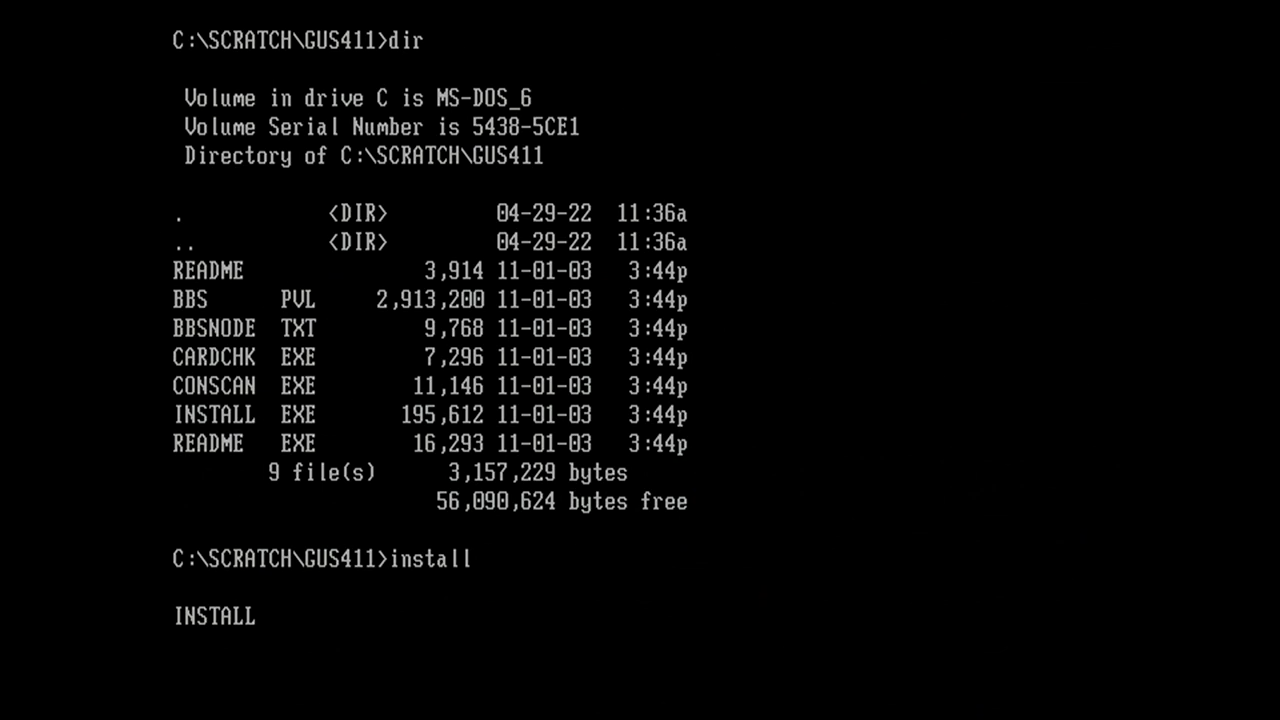 C:\SCRATCH\GUS411>dir
Volume in drive C is MS-DOS_6
Volume Serial Number is 5438-5CE1
Directory of C:\SCRATCH\GUS411
. <DIR> 04-29-22 11:36a
.. <DIR> 04-29-22 11:36a
README 3,914 11-01-03 3:44p
BBS PVL 2,913,200 11-01-03 3:44p
BBSNODE TXT 9,768 11-01-03 3:44p
CARDCHK EXE 7,296 11-01-03 3:44p
CONSCAN EXE 11,146 11-01-03 3:44p
INSTALL EXE 195,612 11-01-03 3:44p
README EXE 16,293 11-01-03 3:44p
9 file(s) 3,157,229 bytes
56,090,624 bytes free
C:\SCRATCH\GUS411>install
INSTALL